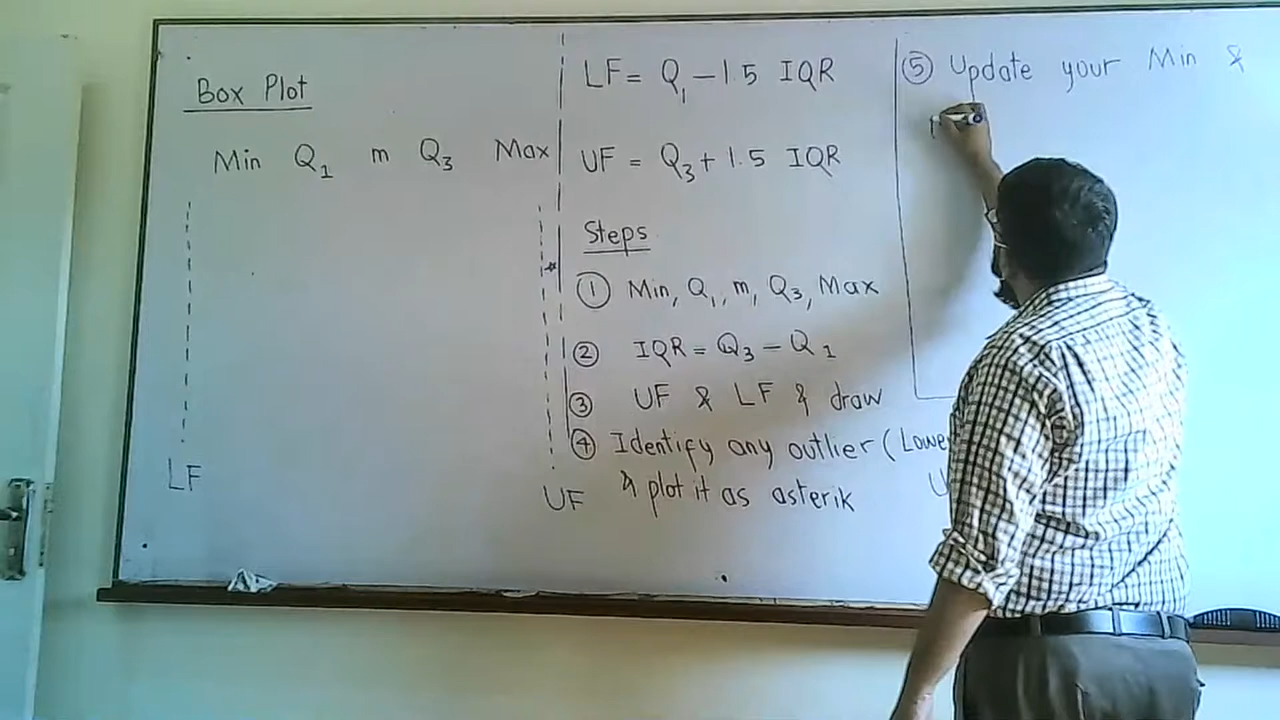 Box Plot
Min Q1 m Q3 Max
LF
UF
LF = Q1 - 1.5 IQR
UF = Q3 + 1.5 IQR
Steps
① Min, Q1, m, Q3, Max
② IQR = Q3 - Q1
③ UF & LF & draw
④ Identify any outlier (Lowe
& plot it as asterik
⑤ Update your Min &